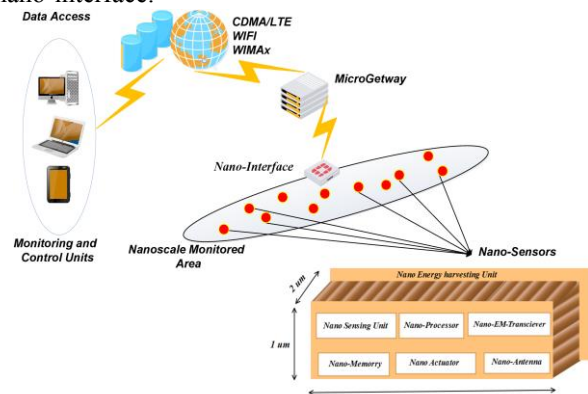 nano-interface.
Data Access
CDMA/LTE
WIFI
WIMAx
MicroGetway
Nano-Interface
Monitoring and
Control Units
Nanoscale Monitored
Area
Nano-Sensors
Nano Energy harvesting Unit
2 um
1 um
Nano Sensing Unit
Nano-Processor
Nano-EM-Transciever
Nano-Memorry
Nano Actuator
Nano-Antenna